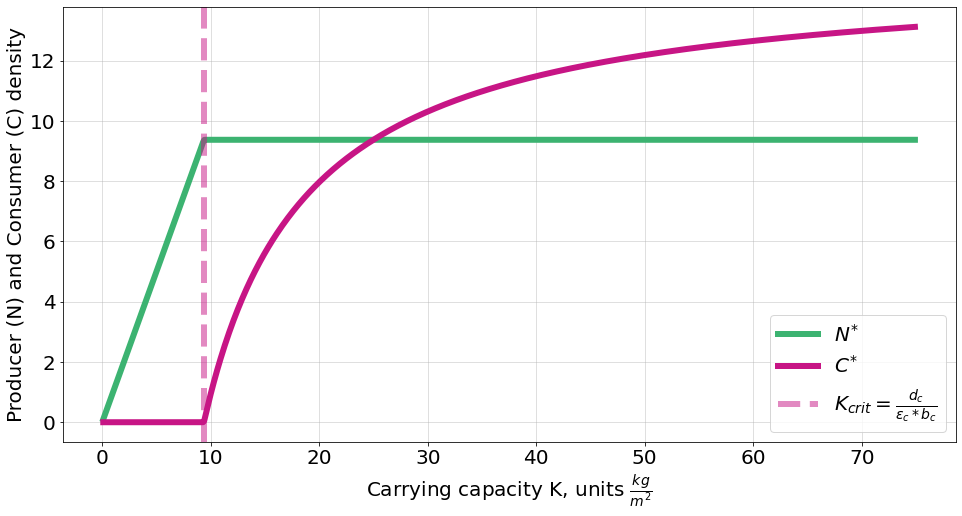 Producer (N) and Consumer (C) density
12
10
8
6
4
2
0
N*
C*
K_crit = d_c / (ε_c * b_c)
0 10 20 30 40 50 60 70
Carrying capacity K, units kg/m²